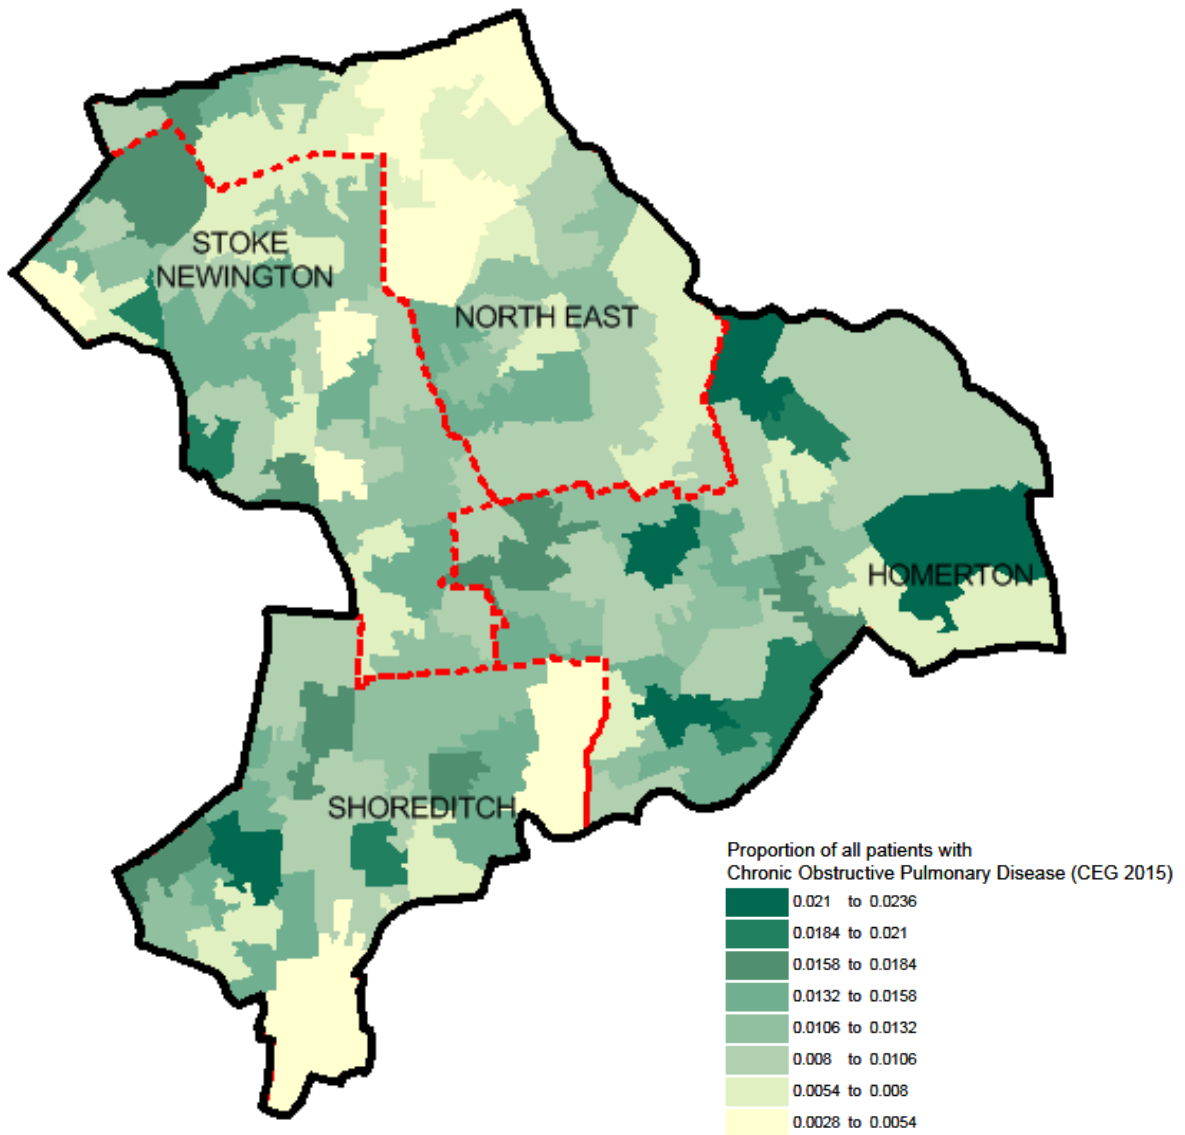 STOKE
NEWINGTON
NORTH EAST
HOMERTON
SHOREDITCH
Proportion of all patients with
Chronic Obstructive Pulmonary Disease (CEG 2015)
0.021 to 0.0236
0.0184 to 0.021
0.0158 to 0.0184
0.0132 to 0.0158
0.0106 to 0.0132
0.008 to 0.0106
0.0054 to 0.008
0.0028 to 0.0054